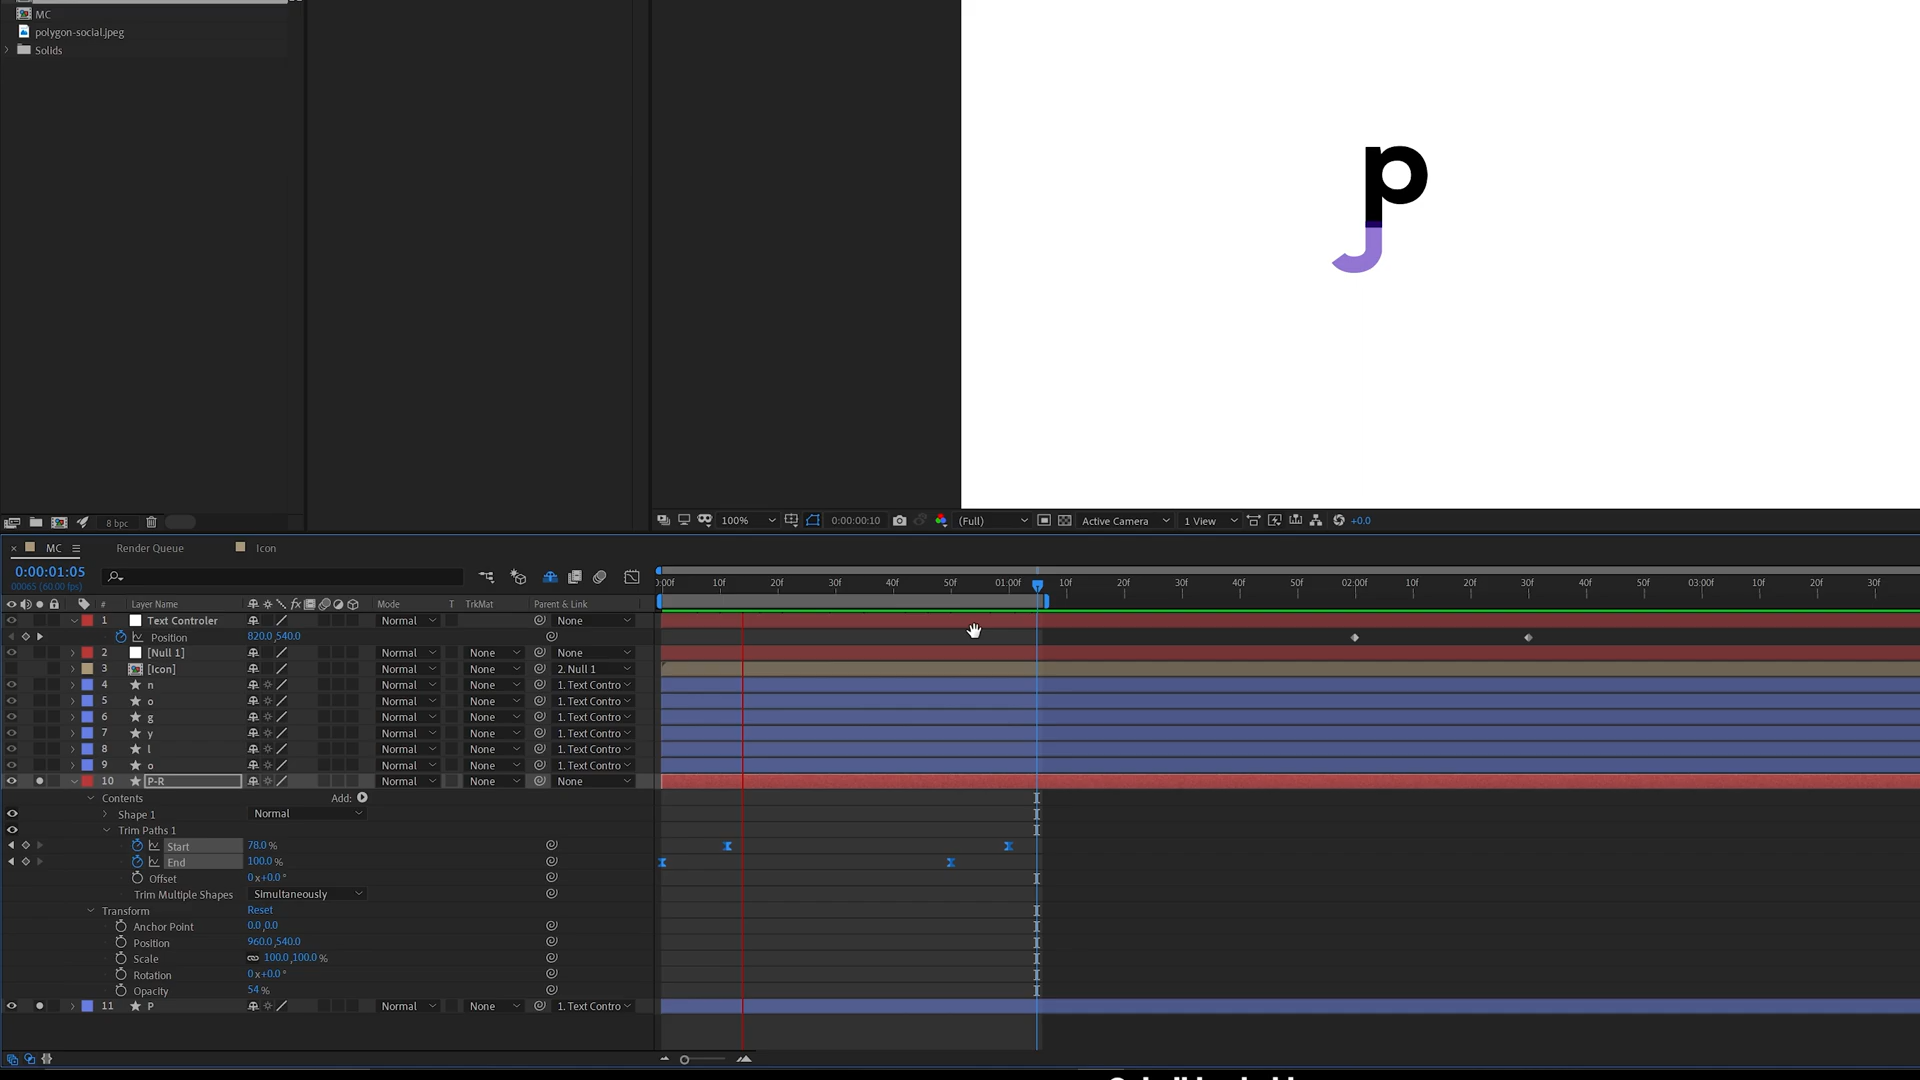 MC
polygon-social.jpeg
Solids
p
8 bpc
100%
0:00:00:10
(Full)
Active Camera
1 View
+0.0
MC
Render Queue
Icon
0:00:01:05
00065 (60.00 fps)
:00f 10f 20f 30f 40f 50f 01:00f 10f 20f 30f 40f 50f 02:00f 10f 20f 30f 40f 50f 03:00f 10f 20f 30f
# Layer Name fx Mode T TrkMat Parent & Link
1 Text Controler Normal None
Position 820.0,540.0
2 [Null 1] Normal None None
3 [Icon] Normal None 2. Null 1
4 n Normal None 1. Text Contro
5 o Normal None 1. Text Contro
6 g Normal None 1. Text Contro
7 y Normal None 1. Text Contro
8 l Normal None 1. Text Contro
9 o Normal None 1. Text Contro
10 P-R Normal None None
Contents Add:
Shape 1 Normal
Trim Paths 1
Start 78.0 %
End 100.0 %
Offset 0 x+0.0 °
Trim Multiple Shapes Simultaneously
Transform Reset
Anchor Point 0.0,0.0
Position 960.0,540.0
Scale 100.0,100.0 %
Rotation 0 x+0.0 °
Opacity 54 %
11 P Normal None 1. Text Contro